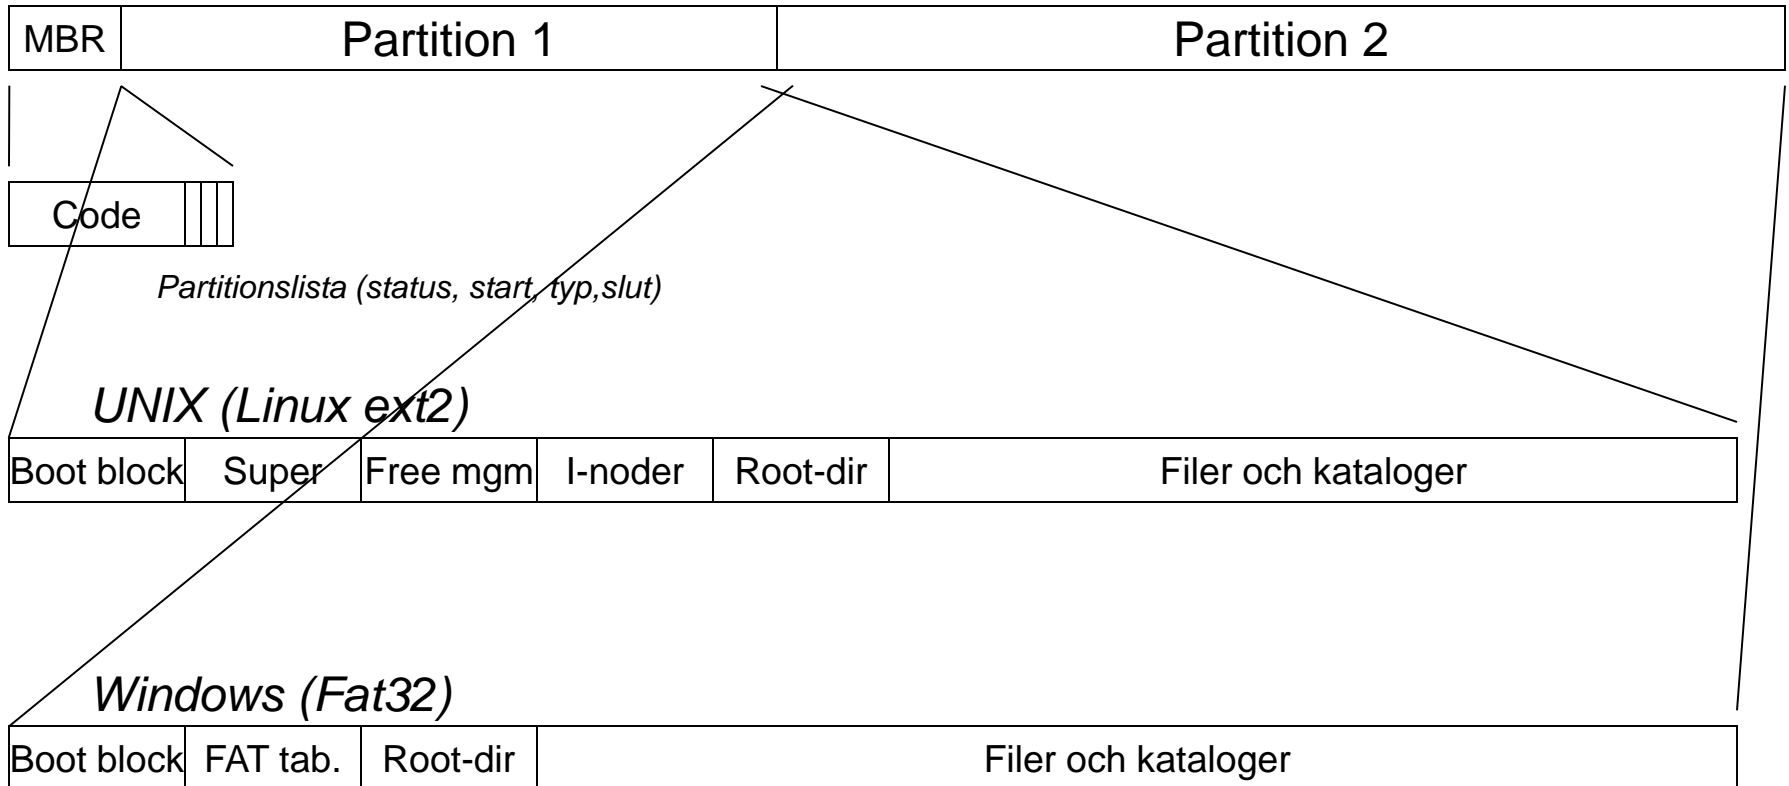 MBR Partition 1 Partition 2
Code
Partitionslista (status, start, typ,slut)
UNIX (Linux ext2)
Boot block Super Free mgm I-noder Root-dir Filer och kataloger
Windows (Fat32)
Boot block FAT tab. Root-dir Filer och kataloger